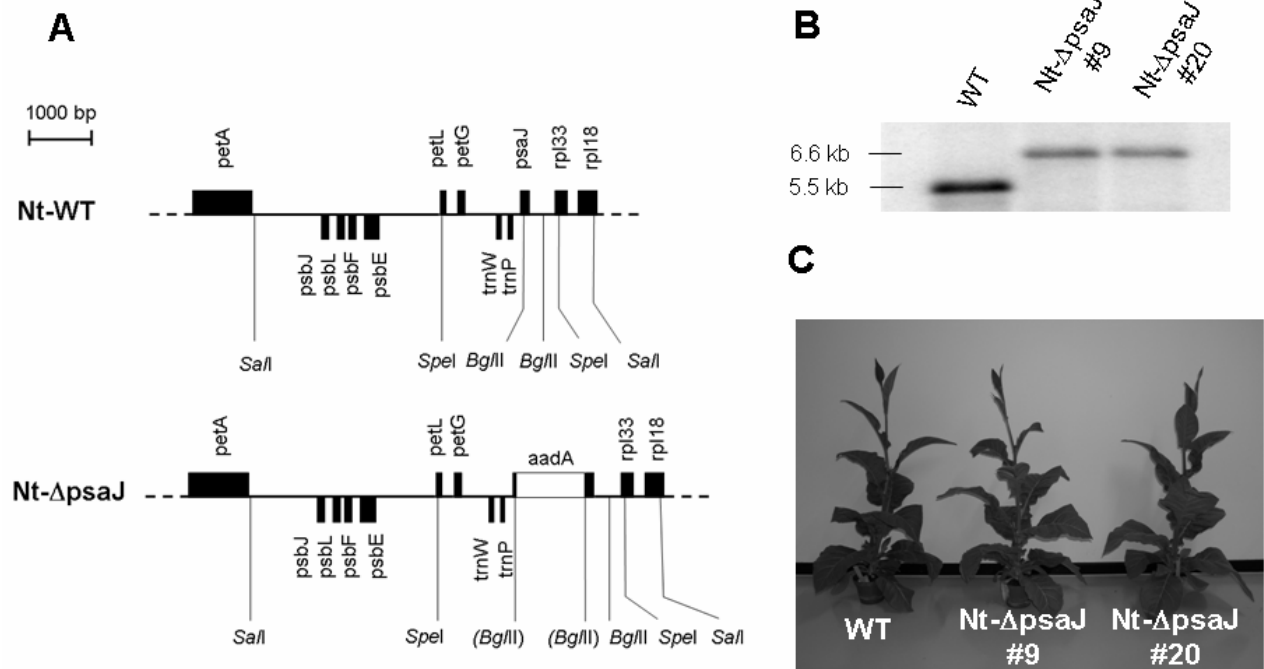 A
1000 bp
petA
petL
petG
psaJ
rpl33
rpl18
Nt-WT
psbJ
psbL
psbF
psbE
trnW
trnP
SalI
SpeI
BglII
BglII
SpeI
SalI
petA
petL
petG
aadA
rpl33
rpl18
Nt-ΔpsaJ
psbJ
psbL
psbF
psbE
trnW
trnP
SalI
SpeI
(BglII)
(BglII)
BglII
SpeI
SalI
B
WT
Nt-ΔpsaJ
#9
Nt-ΔpsaJ
#20
6.6 kb
5.5 kb
C
WT
Nt-ΔpsaJ
#9
Nt-ΔpsaJ
#20